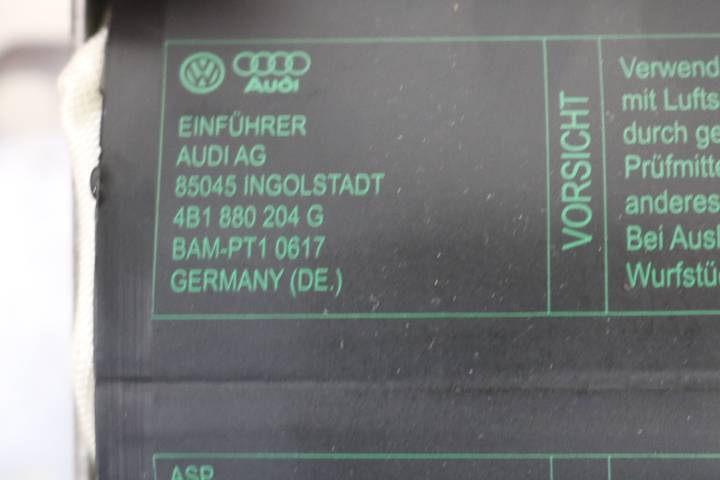 Audi
EINFÜHRER
AUDI AG
85045 INGOLSTADT
4B1 880 204 G
BAM-PT1 0617
GERMANY (DE.)
VORSICHT
Verwend
mit Lufts
durch ge
Prüfmitte
anderes
Bei Ausl
Wurfstü
ASP